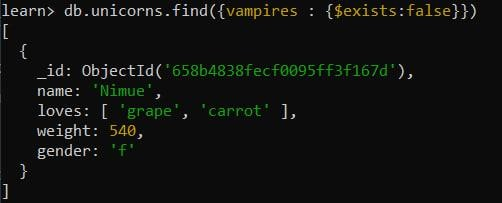 learn> db.unicorns.find({vampires : {$exists:false}})
[
  {
    _id: ObjectId('658b4838fecf0095ff3f167d'),
    name: 'Nimue',
    loves: [ 'grape', 'carrot' ],
    weight: 540,
    gender: 'f'
  }
]